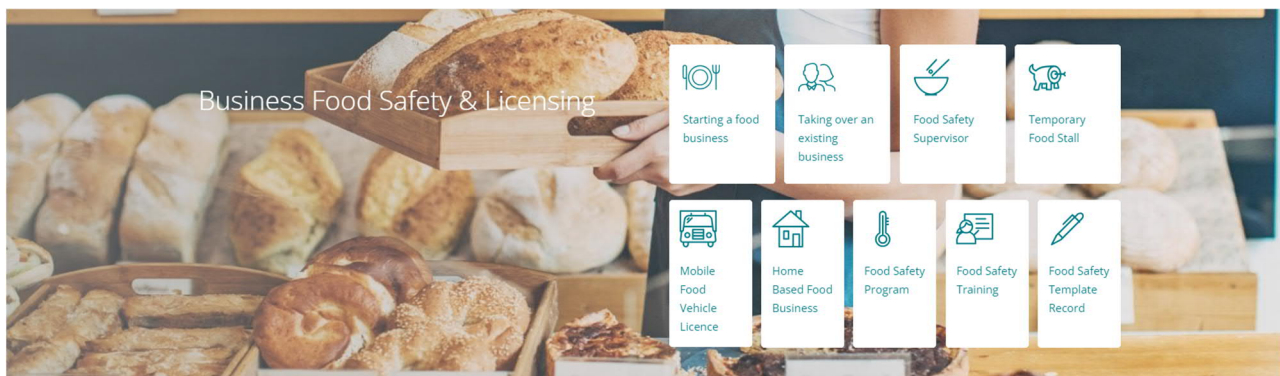 Business Food Safety & Licensing
Starting a food
business
Taking over an
existing
business
Food Safety
Supervisor
Temporary
Food Stall
Mobile
Food
Vehicle
Licence
Home
Based Food
Business
Food Safety
Program
Food Safety
Training
Food Safety
Template
Record